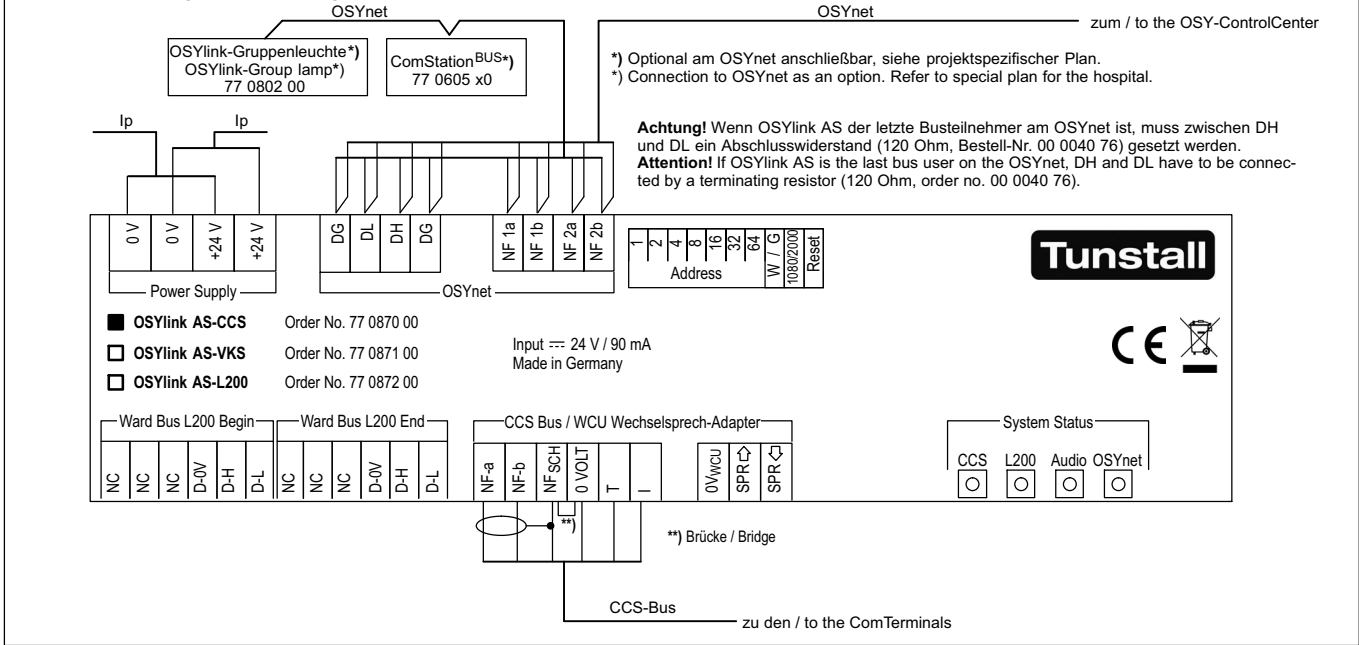 OSYnet
OSYnet
zum / to the OSY-ControlCenter
OSYlink-Gruppenleuchte*)
OSYlink-Group lamp*)
77 0802 00
ComStationBUS*)
77 0605 x0
*) Optional am OSYnet anschließbar, siehe projektspezifischer Plan.
*) Connection to OSYnet as an option. Refer to special plan for the hospital.
Ip
Ip
Achtung! Wenn OSYlink AS der letzte Busteilnehmer am OSYnet ist, muss zwischen DH
und DL ein Abschlusswiderstand (120 Ohm, Bestell-Nr. 00 0040 76) gesetzt werden.
Attention! If OSYlink AS is the last bus user on the OSYnet, DH and DL have to be connec-
ted by a terminating resistor (120 Ohm, order no. 00 0040 76).
0 V
0 V
+24 V
+24 V
DG
DL
DH
DG
NF 1a
NF 1b
NF 2a
NF 2b
1
2
4
8
16
32
64
W / G
1080/2000
Reset
Address
Tunstall
Power Supply
OSYnet
OSYlink AS-CCS Order No. 77 0870 00
OSYlink AS-VKS Order No. 77 0871 00
OSYlink AS-L200 Order No. 77 0872 00
Input ⎓ 24 V / 90 mA
Made in Germany
CE
Ward Bus L200 Begin
Ward Bus L200 End
CCS Bus / WCU Wechselsprech-Adapter
System Status
NC
NC
NC
D-0V
D-H
D-L
NC
NC
NC
D-0V
D-H
D-L
NF-a
NF-b
NFSCH
0 VOLT
T
I
0VWCU
SPR⇧
SPR⇩
CCS L200 Audio OSYnet
**)
**) Brücke / Bridge
CCS-Bus
zu den / to the ComTerminals